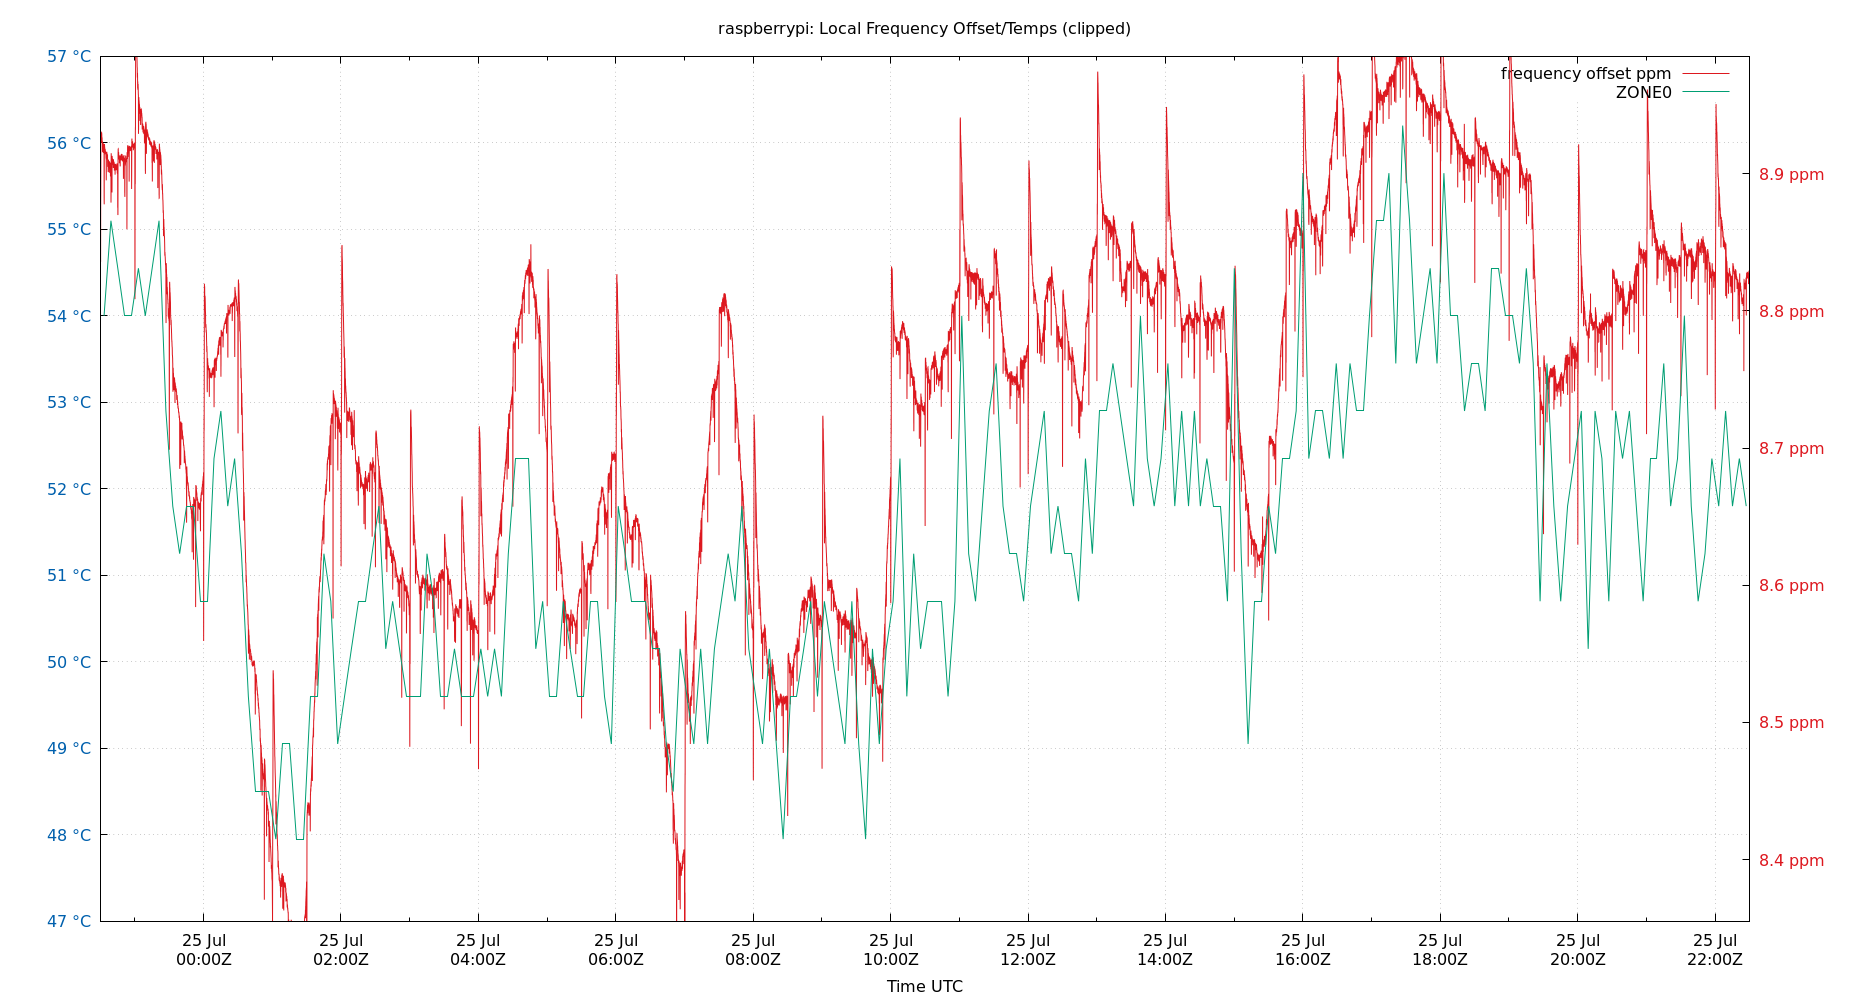 raspberrypi: Local Frequency Offset/Temps (clipped)
57 °C
56 °C
55 °C
54 °C
53 °C
52 °C
51 °C
50 °C
49 °C
48 °C
47 °C
frequency offset ppm
ZONE0
8.9 ppm
8.8 ppm
8.7 ppm
8.6 ppm
8.5 ppm
8.4 ppm
25 Jul 25 Jul 25 Jul 25 Jul 25 Jul 25 Jul 25 Jul 25 Jul 25 Jul 25 Jul 25 Jul 25 Jul
00:00Z 02:00Z 04:00Z 06:00Z 08:00Z 10:00Z 12:00Z 14:00Z 16:00Z 18:00Z 20:00Z 22:00Z
Time UTC